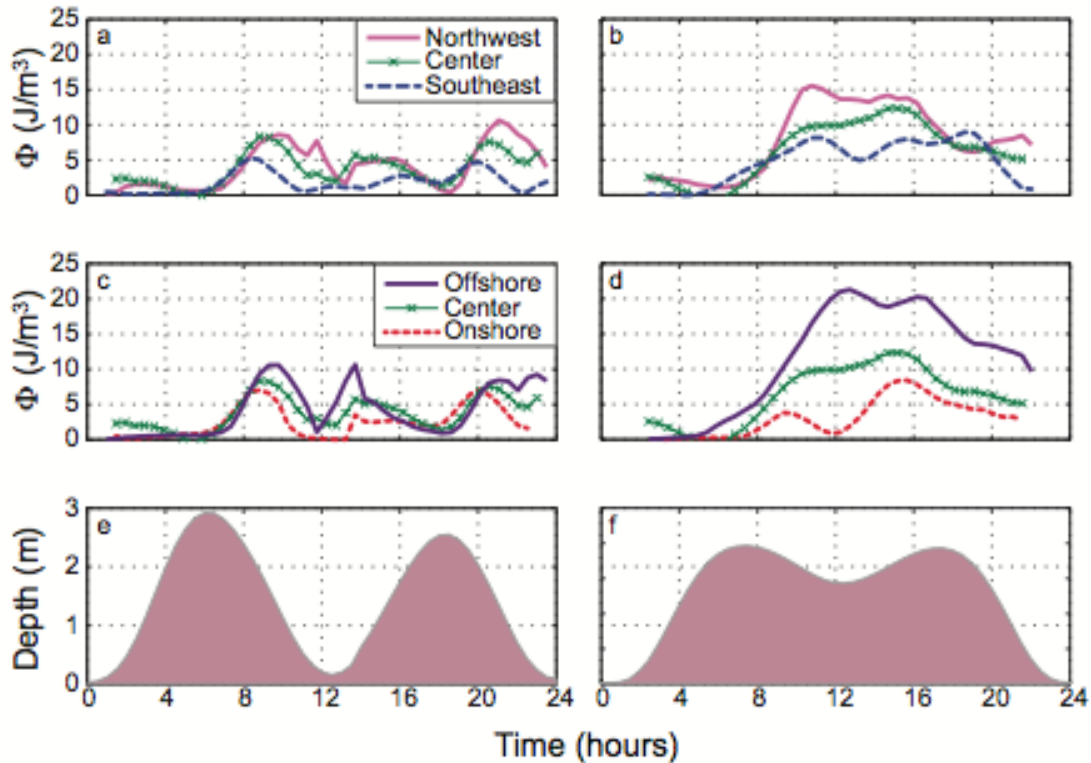 25
20
15
10
5
0
Φ (J/m³)
a
Northwest
Center
Southeast
b
25
20
15
10
5
0
Φ (J/m³)
c
Offshore
Center
Onshore
d
3
2
1
0
Depth (m)
e
f
0 4 8 12 16 20 24
0 4 8 12 16 20 24
Time (hours)